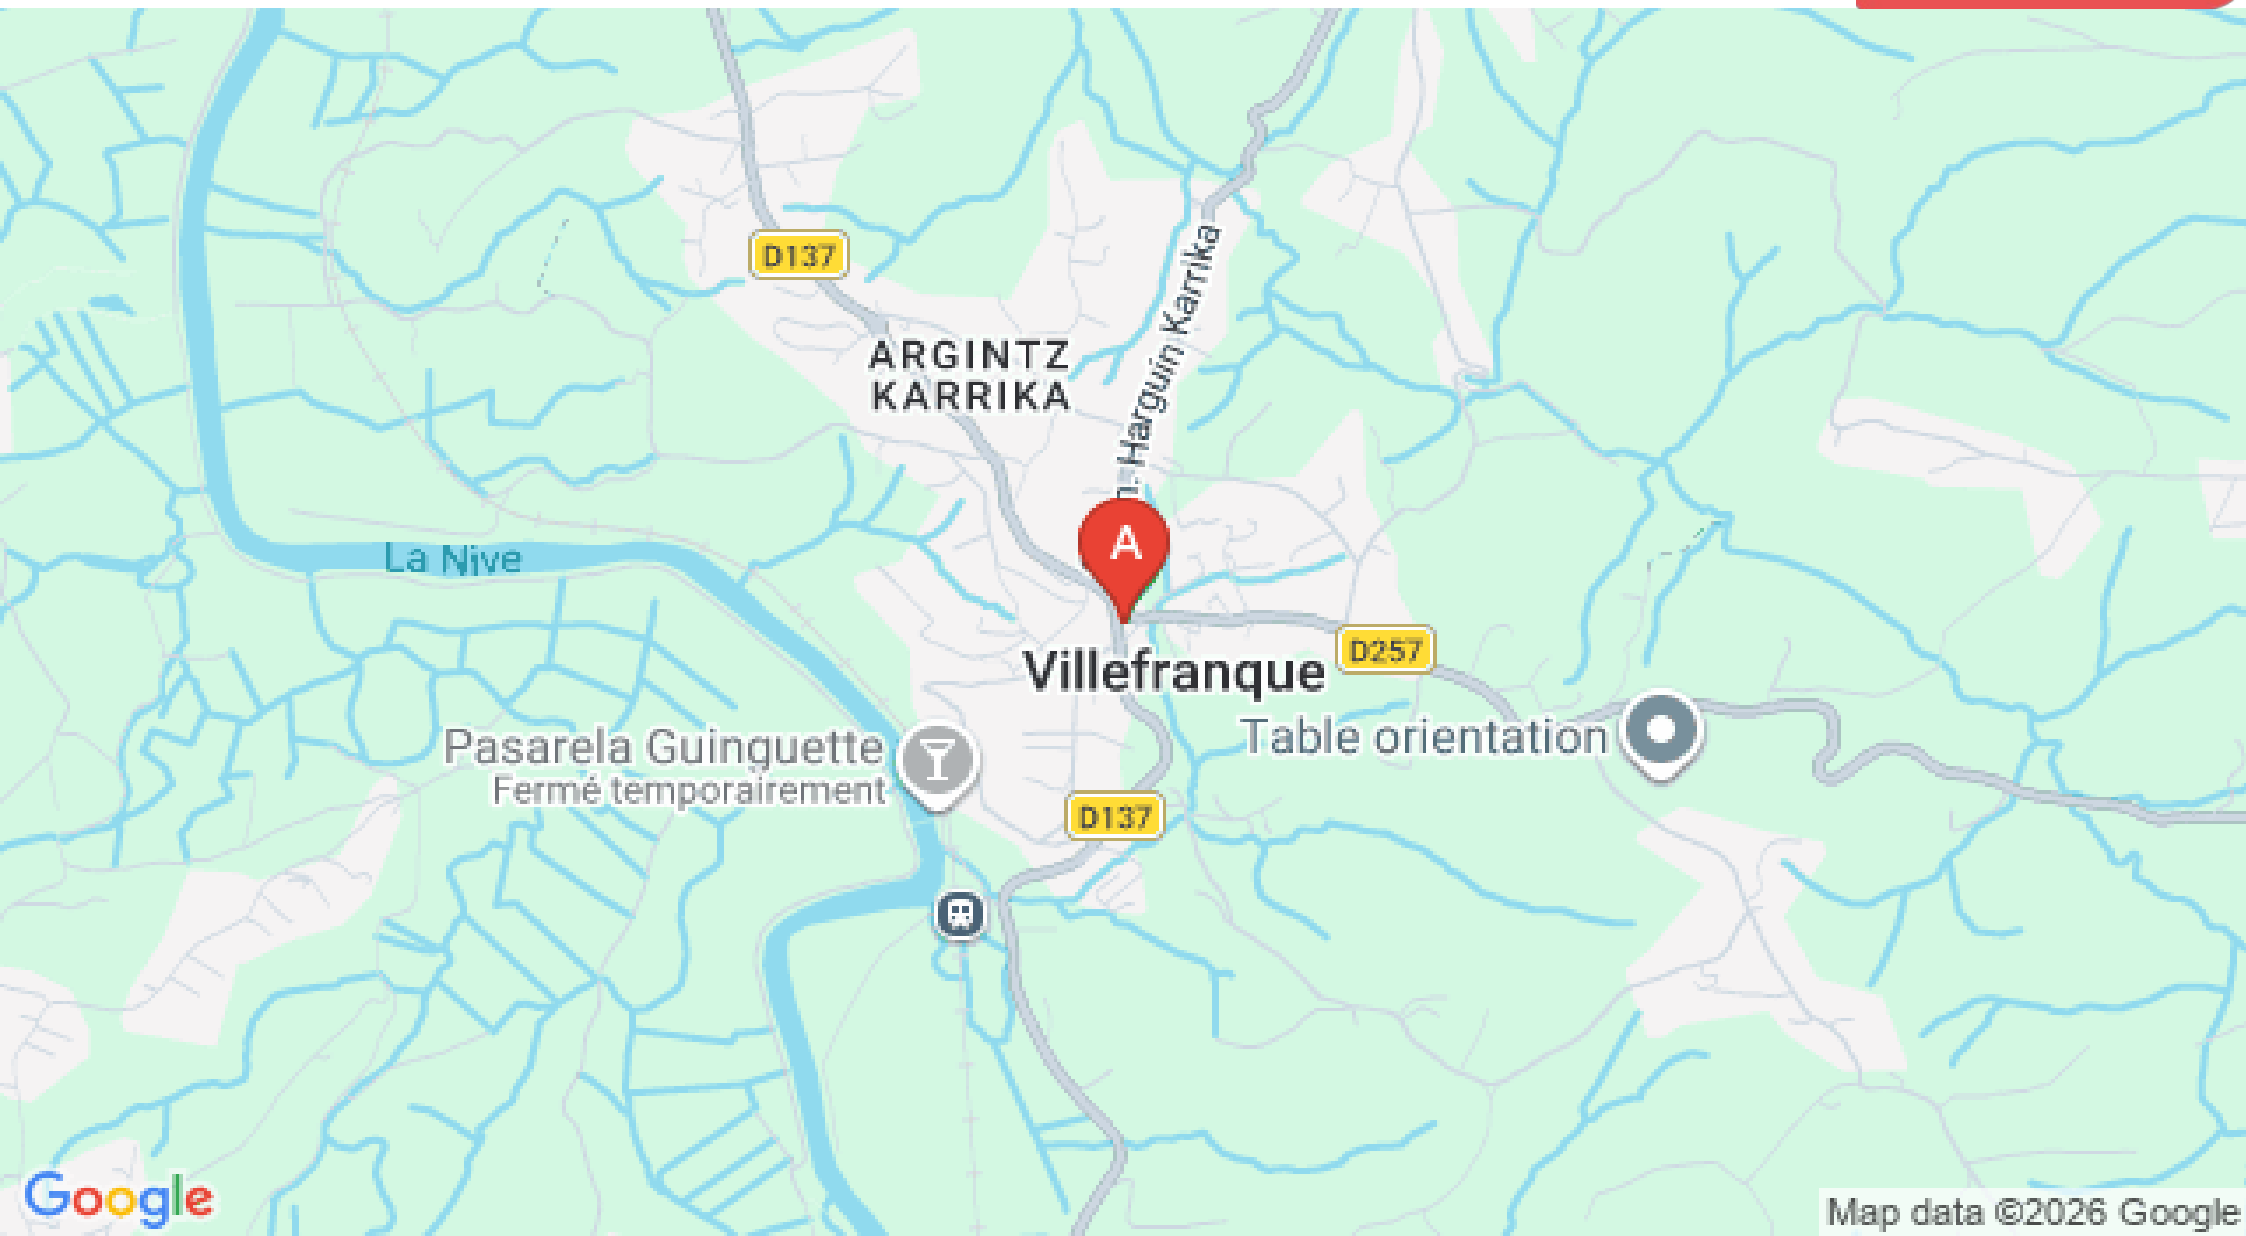 D137
ARGINTZ
KARRIKA
Harguin Karrika
A
La Nive
Villefranque
D257
Pasarela Guinguette
Fermé temporairement
Table orientation
D137
Google
Map data ©2026 Google